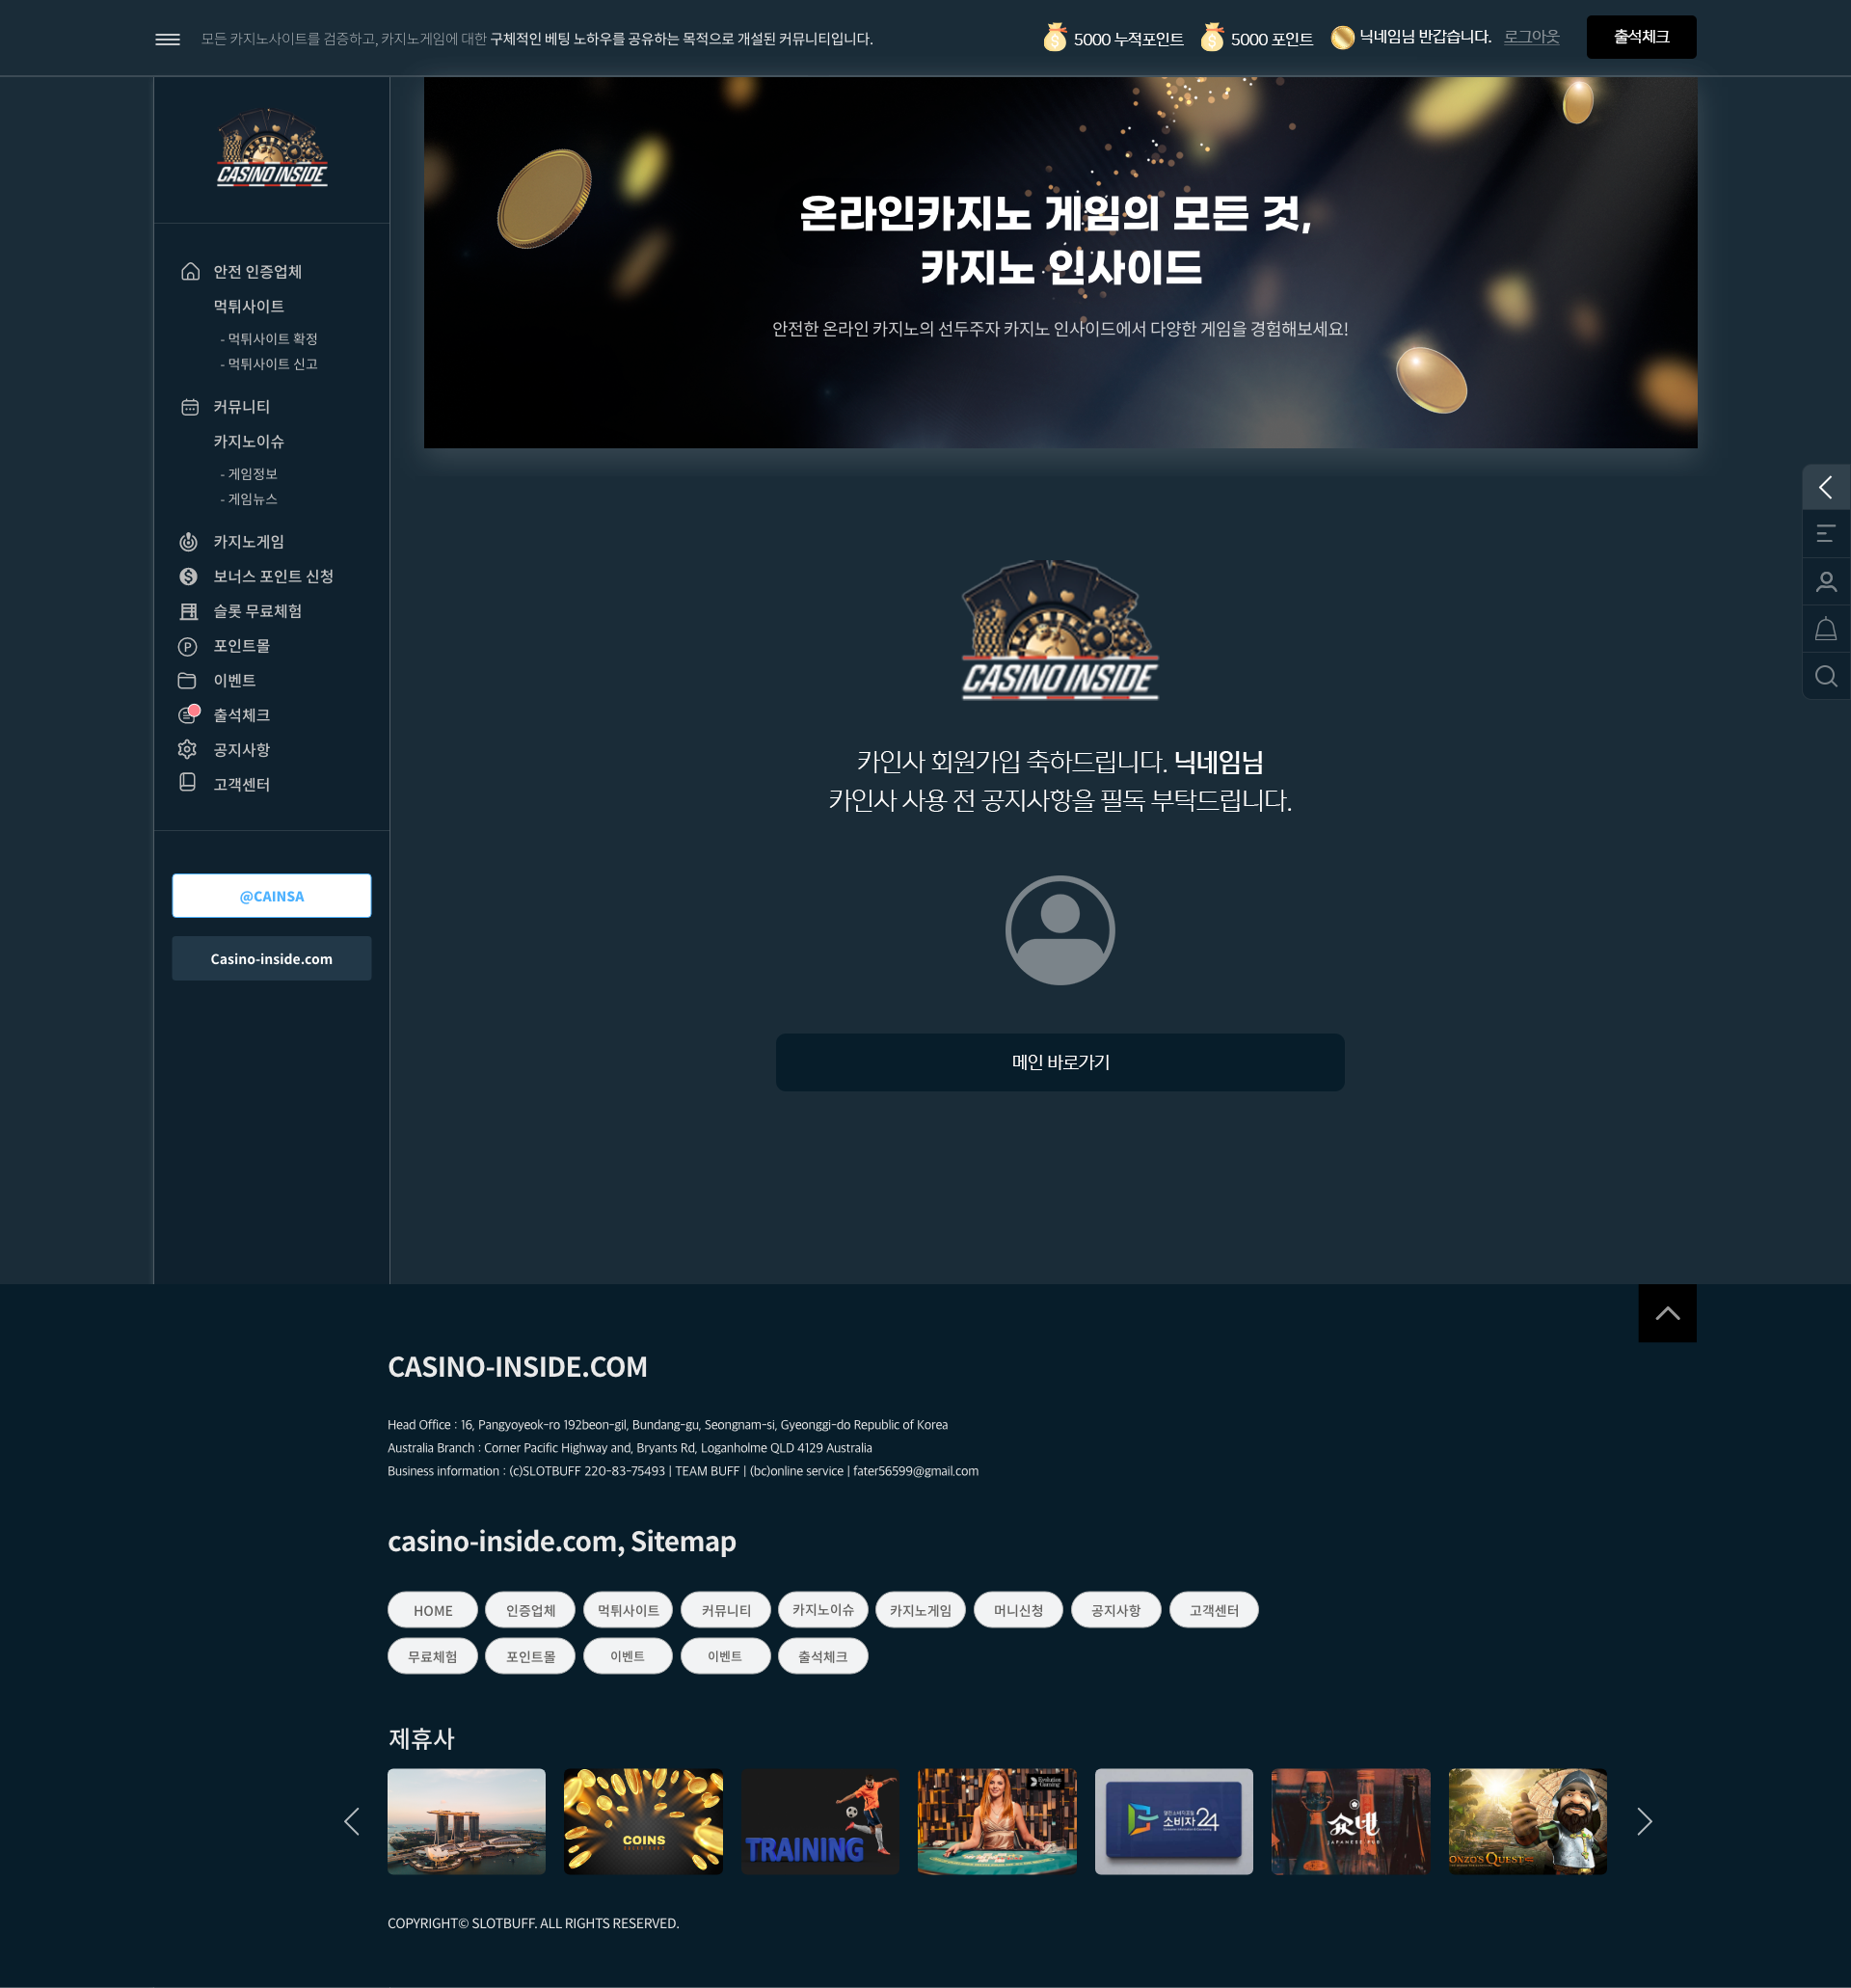 모든 카지노사이트를 검증하고, 카지노게임에 대한 구체적인 베팅 노하우를 공유하는 목적으로 개설된 커뮤니티입니다.
5000 누적포인트
5000 포인트
닉네임님 반갑습니다.
로그아웃
출석체크
CASINO INSIDE
안전 인증업체
먹튀사이트
- 먹튀사이트 확정
- 먹튀사이트 신고
커뮤니티
카지노이슈
- 게임정보
- 게임뉴스
카지노게임
보너스 포인트 신청
슬롯 무료체험
포인트몰
이벤트
출석체크
공지사항
고객센터
@CAINSA
Casino-inside.com
온라인카지노 게임의 모든 것,
카지노 인사이드
안전한 온라인 카지노의 선두주자 카지노 인사이드에서 다양한 게임을 경험해보세요!
CASINO INSIDE
카인사 회원가입 축하드립니다. 닉네임님
카인사 사용 전 공지사항을 필독 부탁드립니다.
메인 바로가기
CASINO-INSIDE.COM
Head Office : 16, Pangyoyeok-ro 192beon-gil, Bundang-gu, Seongnam-si, Gyeonggi-do Republic of Korea
Australia Branch : Corner Pacific Highway and, Bryants Rd, Loganholme QLD 4129 Australia
Business information : (c)SLOTBUFF 220-83-75493 | TEAM BUFF | (bc)online service | fater56599@gmail.com
casino-inside.com, Sitemap
HOME
인증업체
먹튀사이트
커뮤니티
카지노이슈
카지노게임
머니신청
공지사항
고객센터
무료체험
포인트몰
이벤트
이벤트
출석체크
제휴사
COINS
TRAINING
Evolution
Gaming
소비자24
JAPANESE PUB
ONZO'S QUEST
COPYRIGHT© SLOTBUFF. ALL RIGHTS RESERVED.